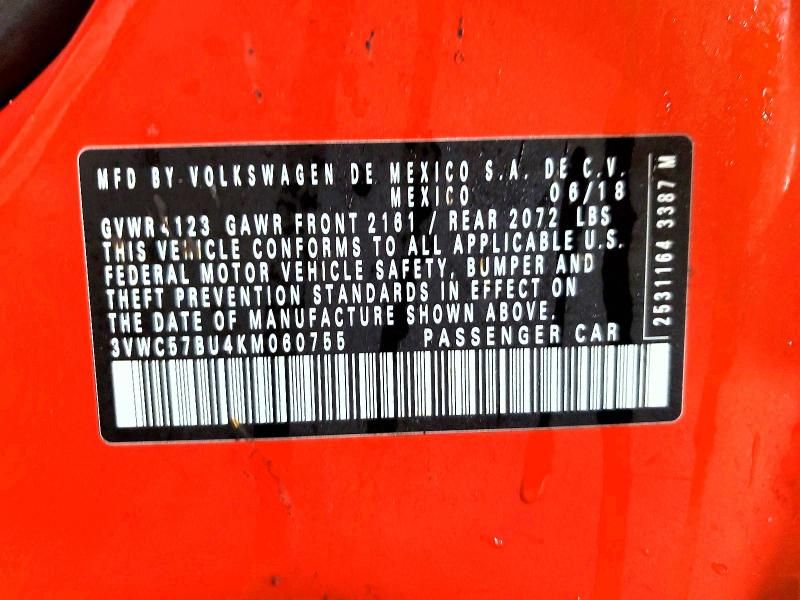 MFD BY VOLKSWAGEN DE MEXICO S.A. DE C.V.
MEXICO 06/18
GVWR 4123 GAWR FRONT 2161 / REAR 2072 LBS
THIS VEHICLE CONFORMS TO ALL APPLICABLE U.S.
FEDERAL MOTOR VEHICLE SAFETY, BUMPER AND
THEFT PREVENTION STANDARDS IN EFFECT ON
THE DATE OF MANUFACTURE SHOWN ABOVE.
3VWC57BU4KM060755 PASSENGER CAR
2531164 3387 M